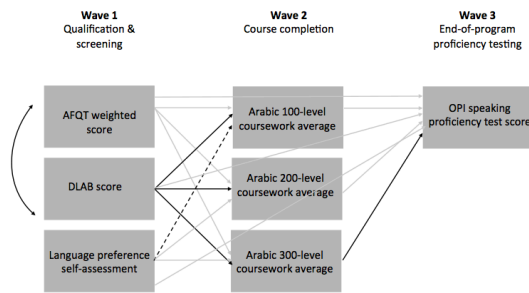 Wave 1
Qualification &
screening
Wave 2
Course completion
Wave 3
End-of-program
proficiency testing
AFQT weighted
score
Arabic 100-level
coursework average
OPI speaking
proficiency test score
DLAB score
Arabic 200-level
coursework average
Language preference
self-assessment
Arabic 300-level
coursework average